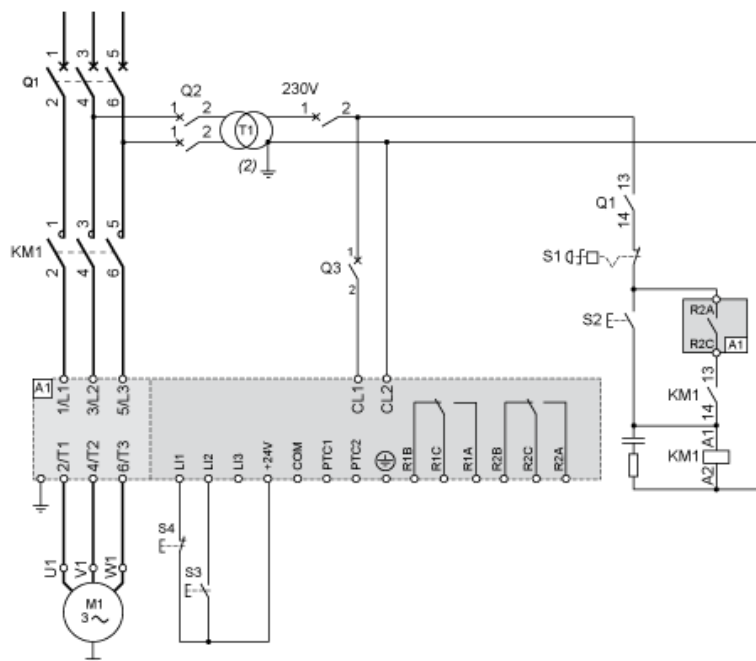 1 3 5
Q1
2 4 6
Q2
1 2
1 2
T1
(2)
230V
1 2
Q1
13
14
S1
KM1
1 3 5
2 4 6
Q3
1
2
S2
R2A
R2C
A1
KM1
13
14
KM1
A1
A2
A1
1/L1 3/L2 5/L3
CL1 CL2
2/T1 4/T2 6/T3
LI1 LI2 LI3 +24V COM PTC1 PTC2 R1B R1C R1A R2B R2C R2A
S4
S3
U1 V1 W1
M1
3 ~